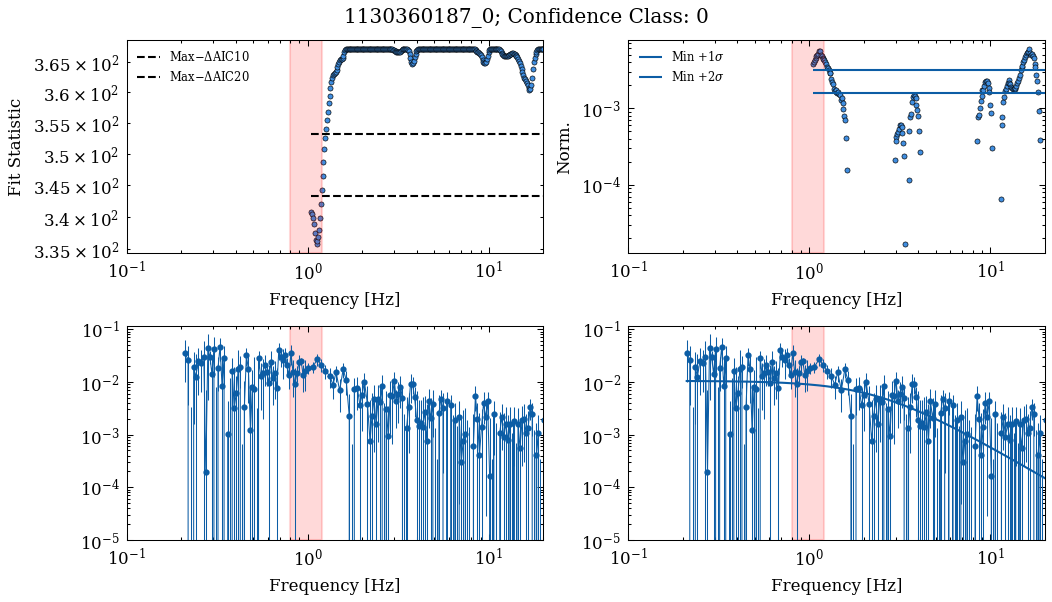 1130360187_0; Confidence Class: 0
Fit Statistic
3.65 × 10²
3.6 × 10²
3.55 × 10²
3.5 × 10²
3.45 × 10²
3.4 × 10²
3.35 × 10²
Max−ΔAIC10
Max−ΔAIC20
10⁻¹ 10⁰ 10¹
Frequency [Hz]
Norm.
10⁻³
10⁻⁴
Min +1σ
Min +2σ
10⁻¹ 10⁰ 10¹
Frequency [Hz]
10⁻¹
10⁻²
10⁻³
10⁻⁴
10⁻⁵
10⁻¹ 10⁰ 10¹
Frequency [Hz]
10⁻¹
10⁻²
10⁻³
10⁻⁴
10⁻⁵
10⁻¹ 10⁰ 10¹
Frequency [Hz]